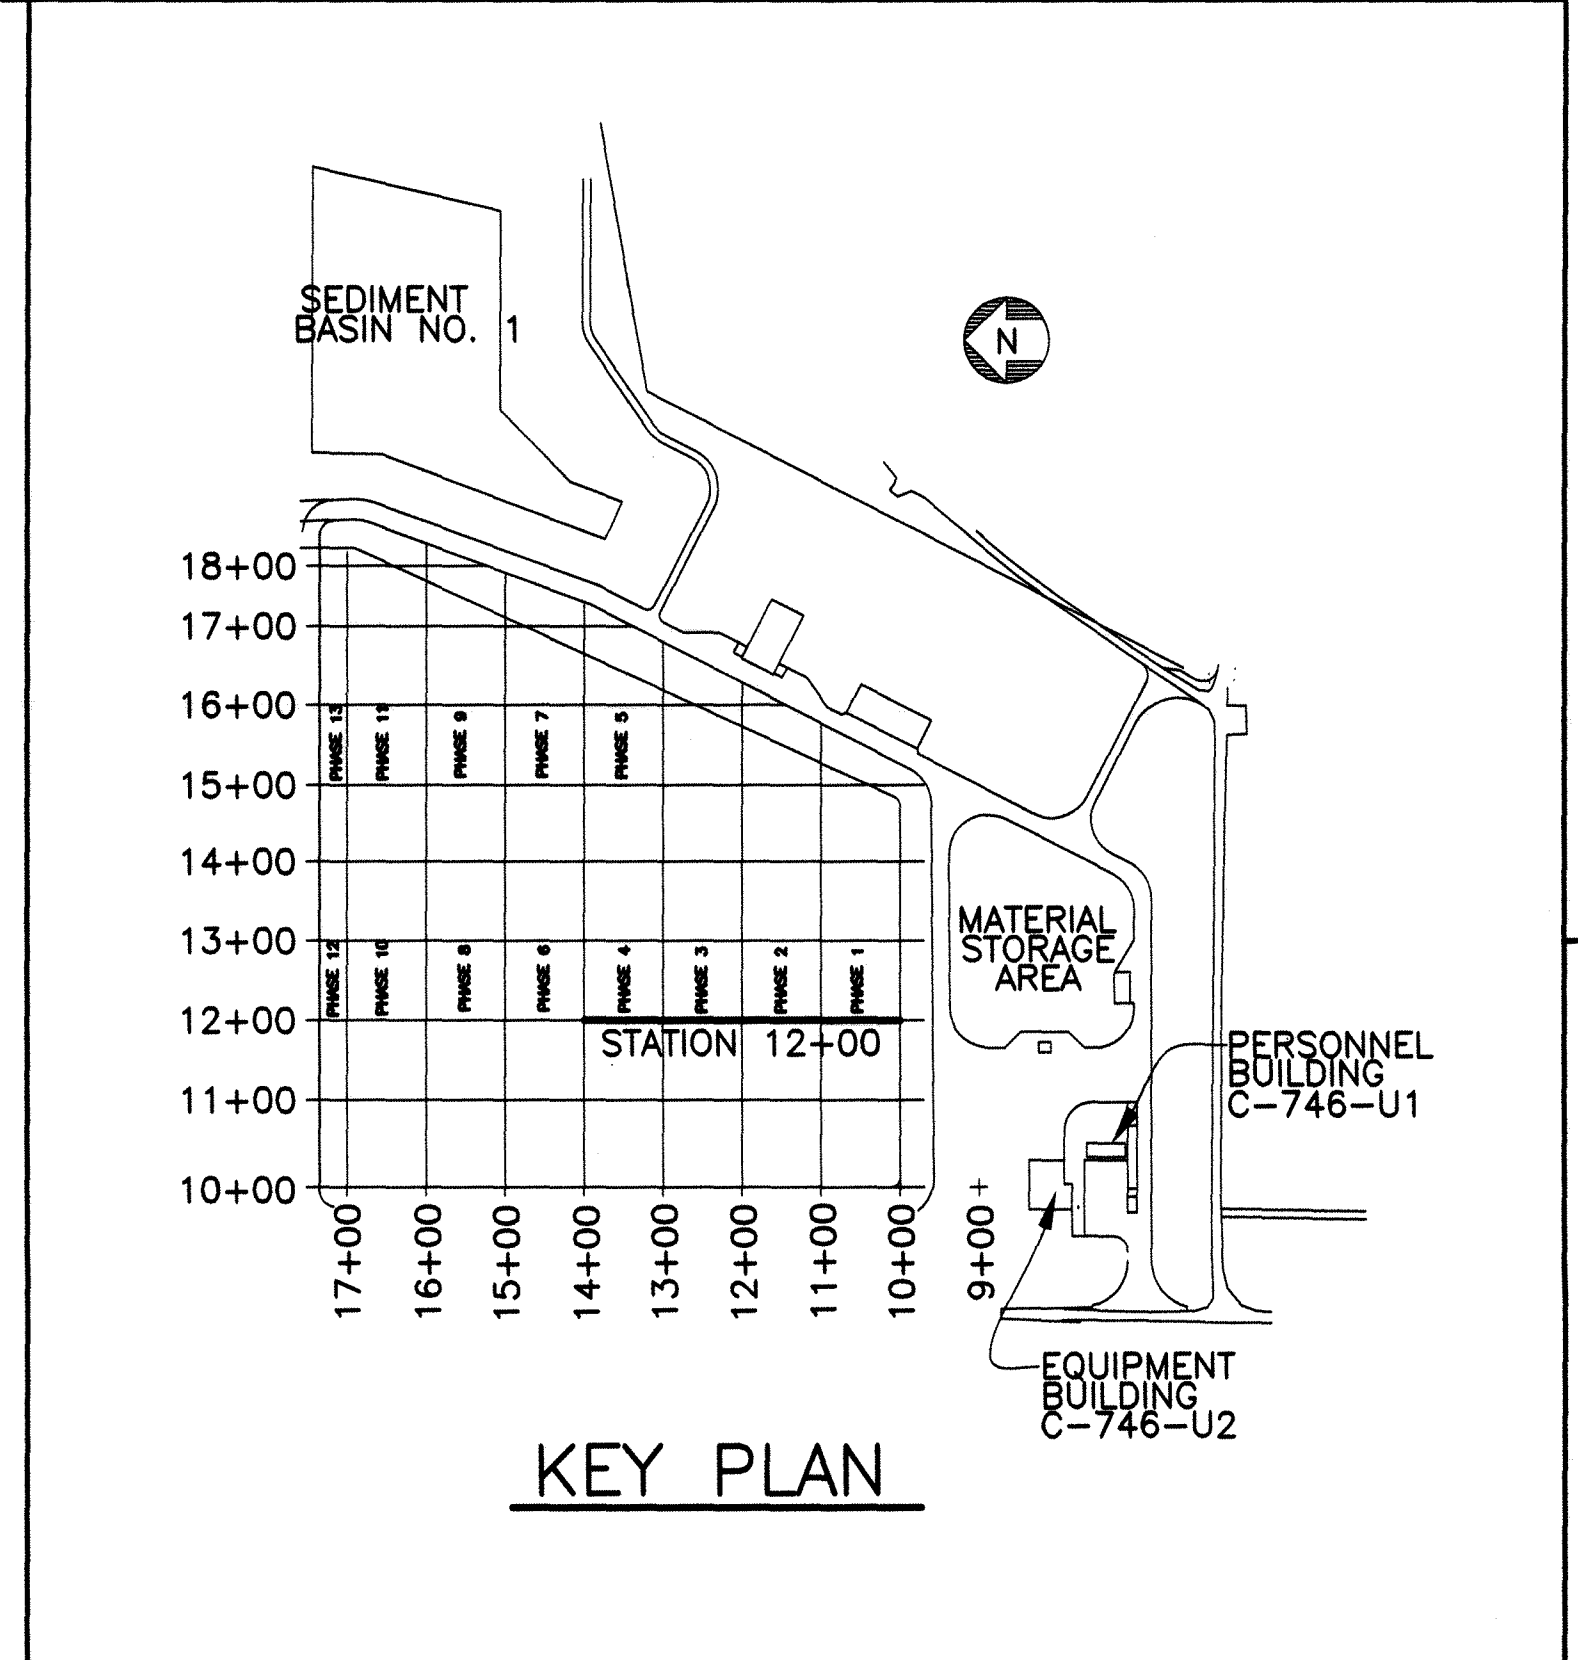 SEDIMENT
BASIN NO. 1
N
18+00
17+00
16+00
PHASE 13
PHASE 11
PHASE 9
PHASE 7
PHASE 5
15+00
14+00
MATERIAL
STORAGE
AREA
13+00
PHASE 12
PHASE 10
PHASE 8
PHASE 6
PHASE 4
PHASE 3
PHASE 2
PHASE 1
12+00
STATION 12+00
PERSONNEL
BUILDING
C-746-U1
11+00
10+00
17+00
16+00
15+00
14+00
13+00
12+00
11+00
10+00
9+00
EQUIPMENT
BUILDING
C-746-U2
KEY PLAN